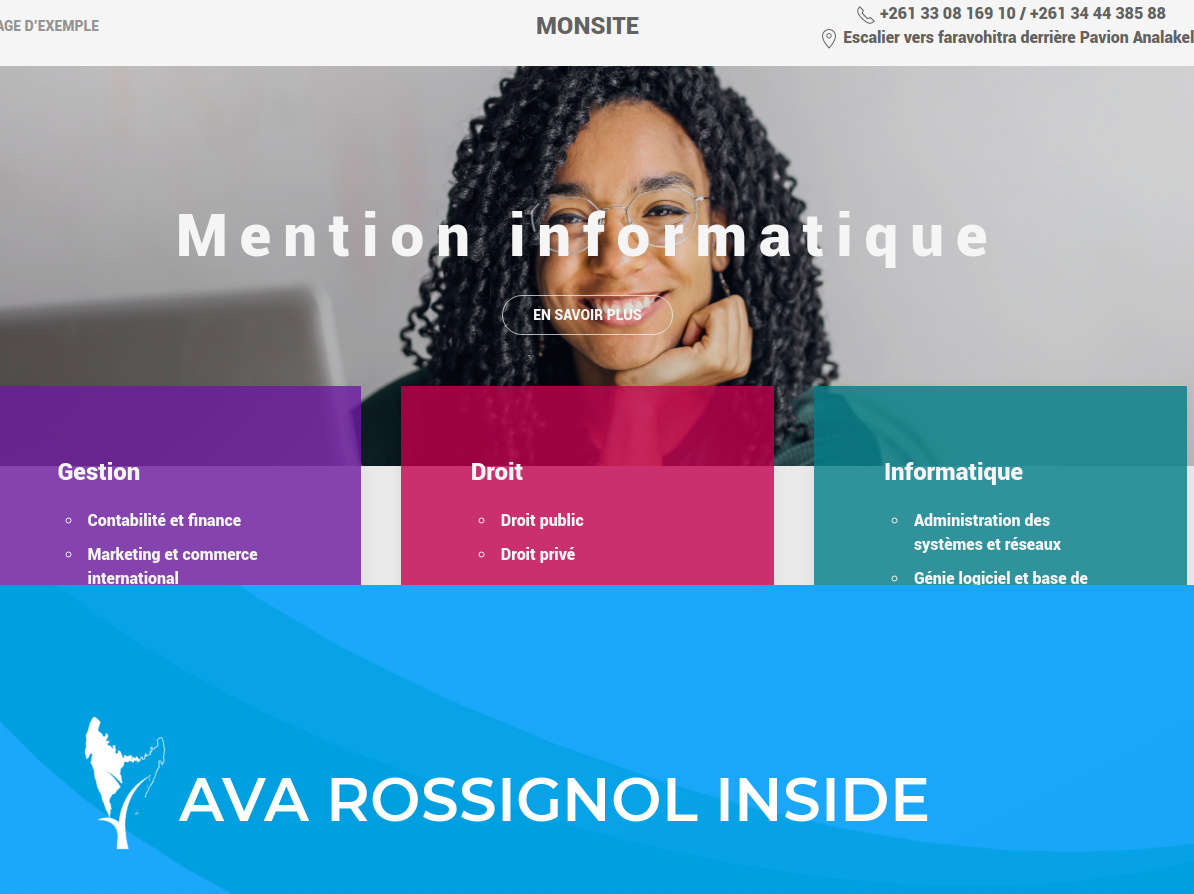 AGE D'EXEMPLE
MONSITE
+261 33 08 169 10 / +261 34 44 385 88
Escalier vers faravohitra derrière Pavion Analakel
Mention informatique
EN SAVOIR PLUS
Gestion
Contabilité et finance
Marketing et commerce
international
Droit
Droit public
Droit privé
Informatique
Administration des
systèmes et réseaux
Génie logiciel et base de
AVA ROSSIGNOL INSIDE